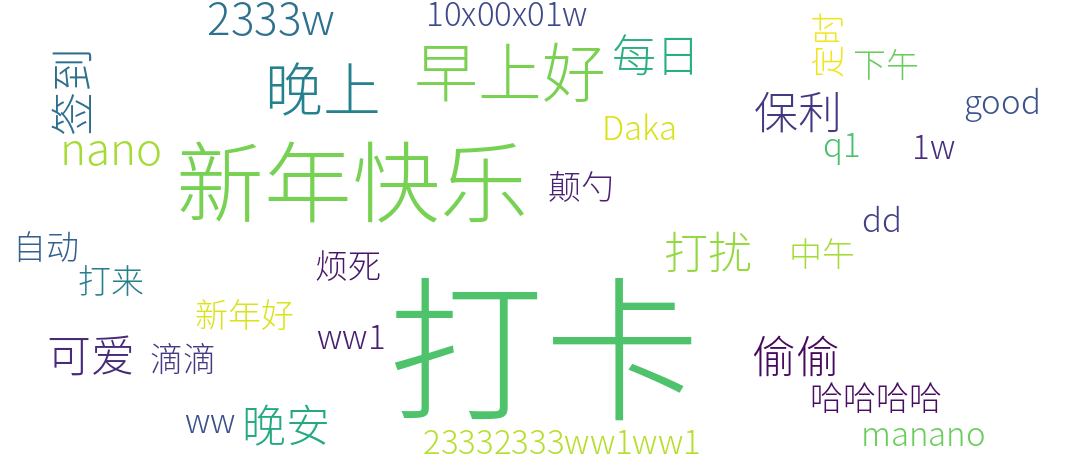 2333w
10x00x01w
签到
晚上
早上好
每日
定时
下午
保利
good
Daka
nano
新年快乐
颠勺
q1
1w
自动
打来
烦死
打扰
中午
dd
新年好
可爱
滴滴
ww1
打卡
偷偷
哈哈哈哈
ww
晚安
23332333ww1ww1
manano